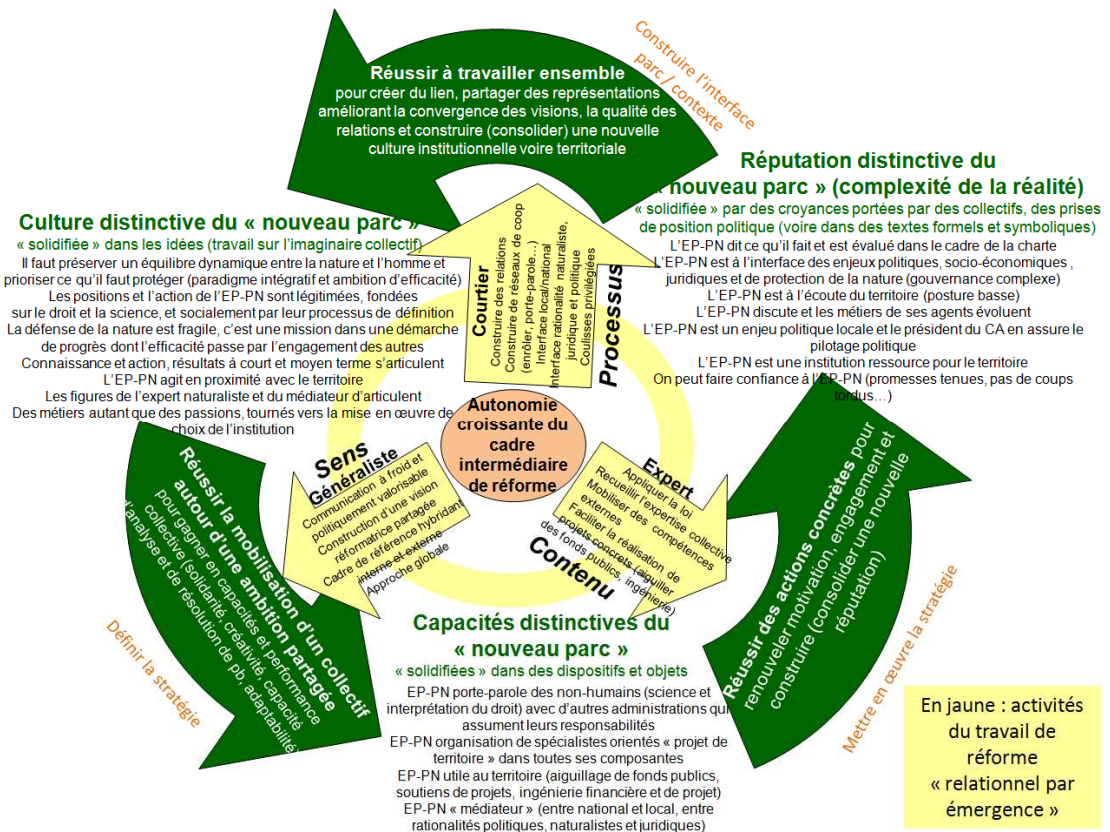 Réussir à travailler ensemble
pour créer du lien, partager des représentations
améliorant la convergence des visions, la qualité des
relations et construire (consolider) une nouvelle
culture institutionnelle voire territoriale
Construire l'interface
parc / contexte
Culture distinctive du « nouveau parc »
« solidifiée » dans les idées (travail sur l'imaginaire collectif)
Il faut préserver un équilibre dynamique entre la nature et l'homme et
prioriser ce qu'il faut protéger (paradigme intégratif et ambition d'efficacité)
Les positions et l'action de l'EP-PN sont légitimées, fondées
sur le droit et la science, et socialement par leur processus de définition
La défense de la nature est fragile, c'est une mission dans une démarche
de progrès dont l'efficacité passe par l'engagement des autres
Connaissance et action, résultats à court et moyen terme s'articulent
L'EP-PN agit en proximité avec le territoire
Les figures de l'expert naturaliste et du médiateur d'articulent
Des métiers autant que des passions, tournés vers la mise en œuvre de
choix de l'institution
Réputation distinctive du
« nouveau parc » (complexité de la réalité)
« solidifiée » par des croyances portées par des collectifs, des prises
de position politique (voire dans des textes formels et symboliques)
L'EP-PN dit ce qu'il fait et est évalué dans le cadre de la charte
L'EP-PN est à l'interface des enjeux politiques, socio-économiques ,
juridiques et de protection de la nature (gouvernance complexe)
L'EP-PN est à l'écoute du territoire (posture basse)
L'EP-PN discute et les métiers de ses agents évoluent
L'EP-PN est un enjeu politique locale et le président du CA en assure le
pilotage politique
L'EP-PN est une institution ressource pour le territoire
On peut faire confiance à l'EP-PN (promesses tenues, pas de coups
tordus…)
Courtier
Construire des relations
Construire de réseaux de coop
(enrôler, porte-parole…)
Interface local/national
Interface rationalité naturaliste,
juridique et politique
Coulisses privilégiées
Processus
Autonomie
croissante du
cadre
intermédiaire
de réforme
Sens
Généraliste
Communication à froid et
politiquement valorisable
Construction d'une vision
réformatrice partagée
Cadre de référence hybridant
interne et externe
Approche globale
Expert
Appliquer la loi
Recueillir l'expertise collective
Mobiliser des compétences
externes
Faciliter la réalisation de
projets concrets (aiguiller
des fonds publics, ingénierie)
Contenu
Réussir la mobilisation d'un collectif
autour d'une ambition partagée
pour gagner en capacités et performance
collective (solidarité, créativité, capacité
d'analyse et de résolution de pb, adaptabilité)
Définir la stratégie
Réussir des actions concrètes pour
renouveler motivation, engagement et
construire (consolider une nouvelle
réputation)
Mettre en œuvre la stratégie
Capacités distinctives du
« nouveau parc »
« solidifiées » dans des dispositifs et objets
EP-PN porte-parole des non-humains (science et
interprétation du droit) avec d'autres administrations qui
assument leurs responsabilités
EP-PN organisation de spécialistes orientés « projet de
territoire » dans toutes ses composantes
EP-PN utile au territoire (aiguillage de fonds publics,
soutiens de projets, ingénierie financière et de projet)
EP-PN « médiateur » (entre national et local, entre
rationalités politiques, naturalistes et juridiques)
En jaune : activités
du travail de
réforme
« relationnel par
émergence »